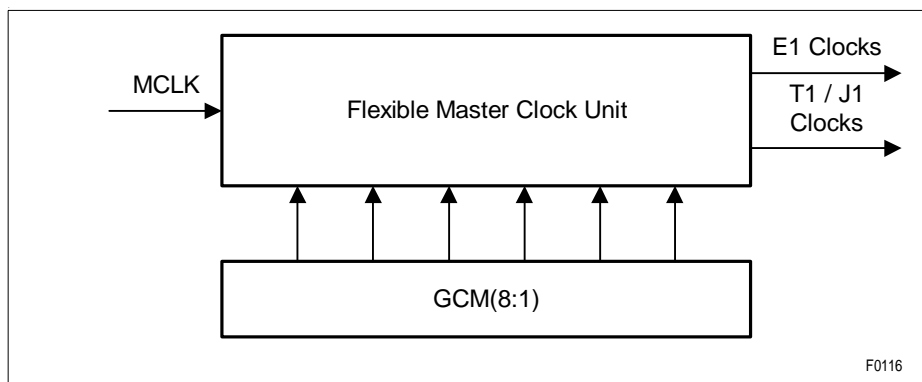 E1 Clocks
MCLK
T1 / J1
Clocks
Flexible Master Clock Unit
GCM(8:1)
F0116